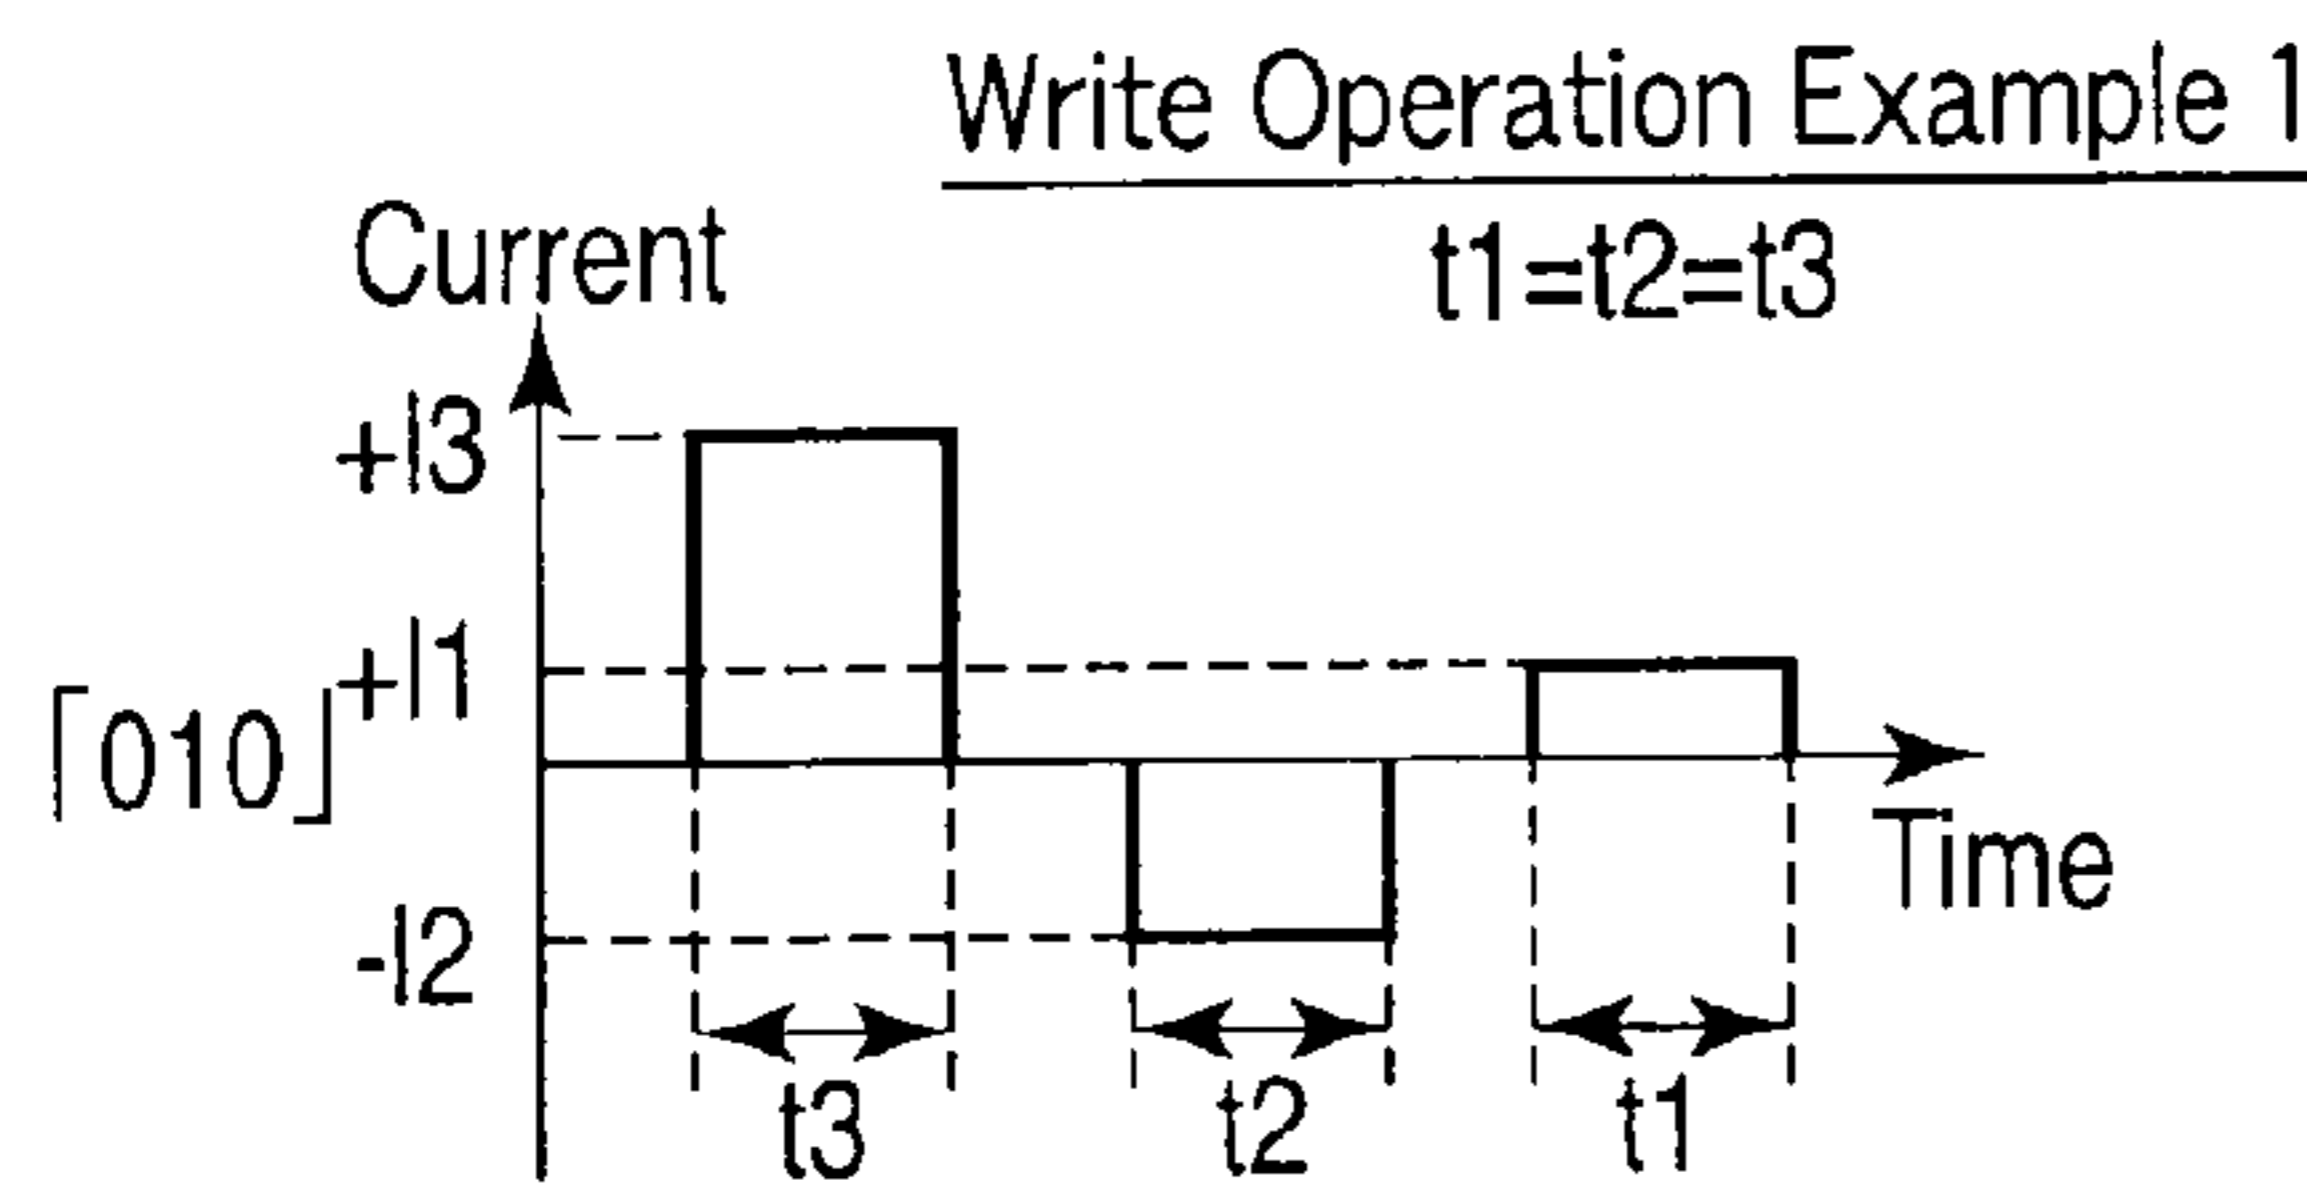 Write Operation Example 1
t1=t2=t3
Current
+I3
+I1
「010」
-I2
Time
t3 t2 t1